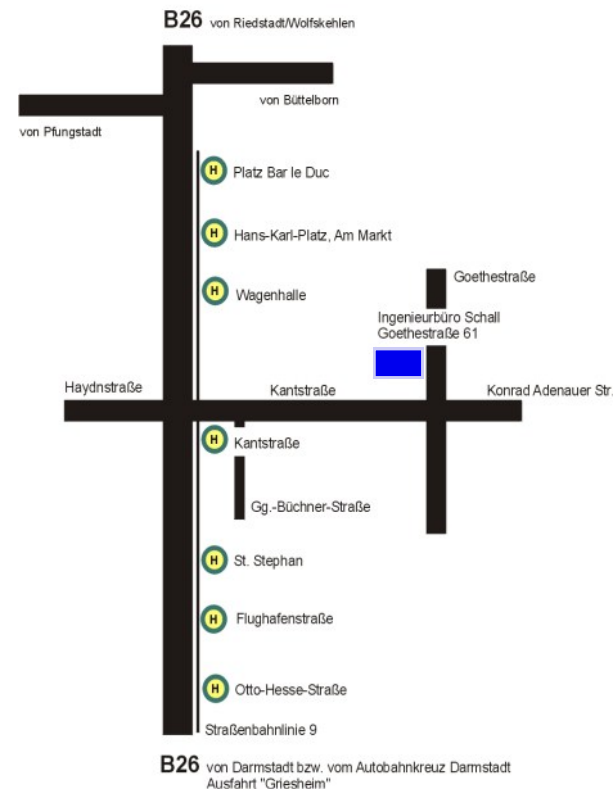 B26 von Riedstadt/Wolfskehlen
von Büttelborn
von Pfungstadt
H Platz Bar le Duc
H Hans-Karl-Platz, Am Markt
H Wagenhalle
Goethestraße
Ingenieurbüro Schall
Goethestraße 61
Haydnstraße
Kantstraße
Konrad Adenauer Str.
H Kantstraße
Gg.-Büchner-Straße
H St. Stephan
H Flughafenstraße
H Otto-Hesse-Straße
Straßenbahnlinie 9
B26 von Darmstadt bzw. vom Autobahnkreuz Darmstadt
Ausfahrt "Griesheim"